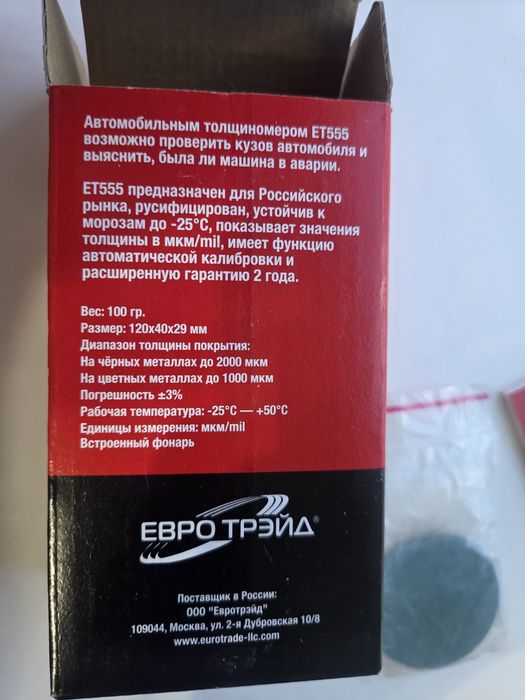 Автомобильным толщиномером ЕТ555
возможно проверить кузов автомобиля и
выяснить, была ли машина в аварии.
ЕТ555 предназначен для Российского
рынка, русифицирован, устойчив к
морозам до -25°С, показывает значения
толщины в мкм/mil, имеет функцию
автоматической калибровки и
расширенную гарантию 2 года.
Вес: 100 гр.
Размер: 120х40х29 мм
Диапазон толщины покрытия:
На чёрных металлах до 2000 мкм
На цветных металлах до 1000 мкм
Погрешность ±3%
Рабочая температура: -25°С — +50°С
Единицы измерения: мкм/mil
Встроенный фонарь
ЕВРО ТРЭЙД®
Поставщик в России:
ООО "Евротрэйд"
109044, Москва, ул. 2-я Дубровская 10/8
www.eurotrade-llc.com